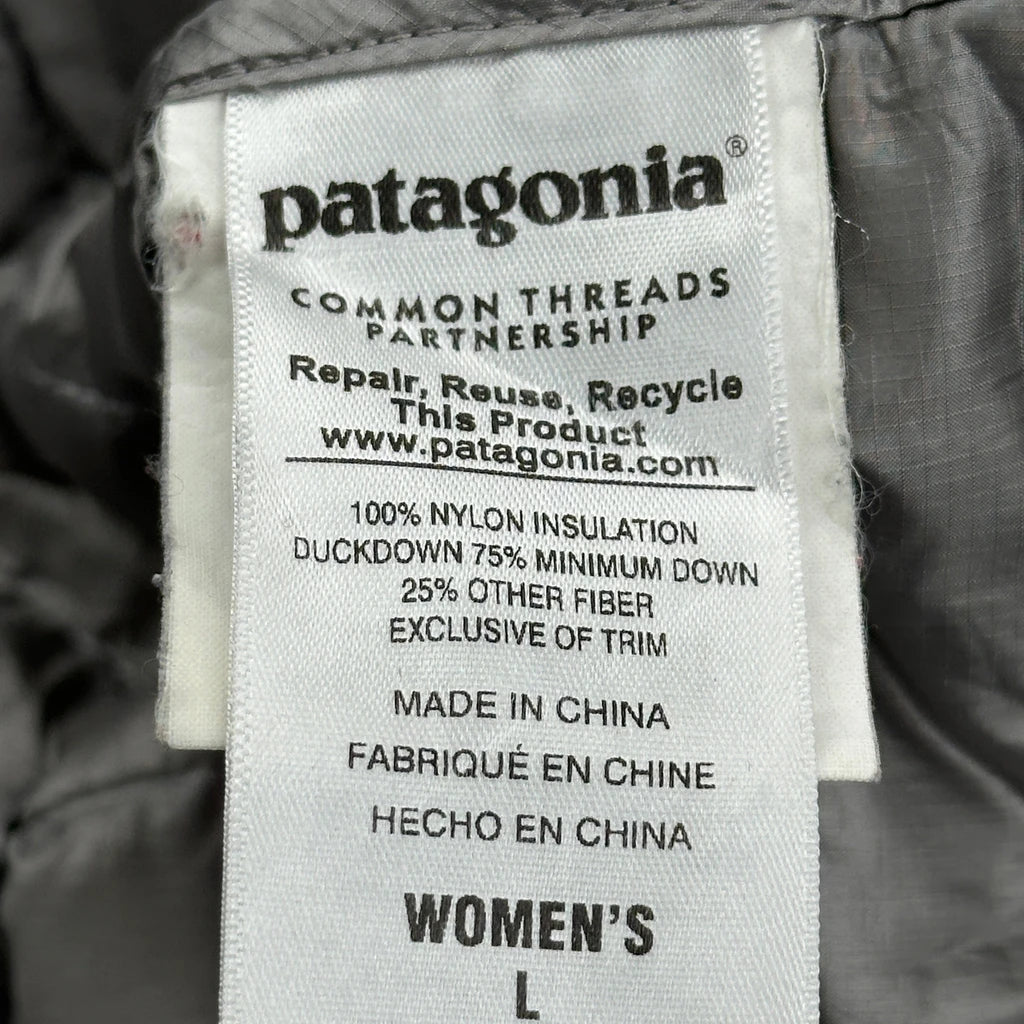 patagonia®
COMMON THREADS
PARTNERSHIP
Repair, Reuse, Recycle
This Product
www.patagonia.com
100% NYLON INSULATION
DUCKDOWN 75% MINIMUM DOWN
25% OTHER FIBER
EXCLUSIVE OF TRIM
MADE IN CHINA
FABRIQUÉ EN CHINE
HECHO EN CHINA
WOMEN'S
L